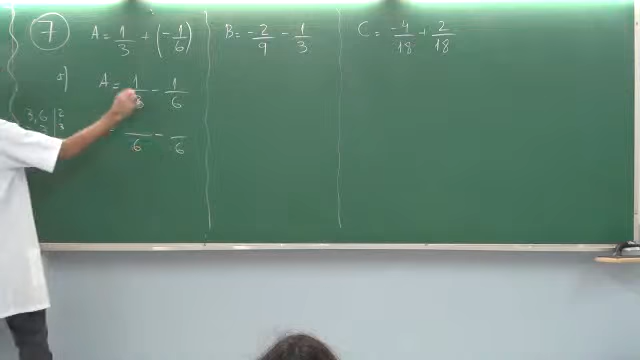 7 A = 1/3 + (-1/6)
A = 1/3 - 1/6
3, 6 | 2
= /6 - /6
B = -2/9 - 1/3
C = -4/18 + 2/18